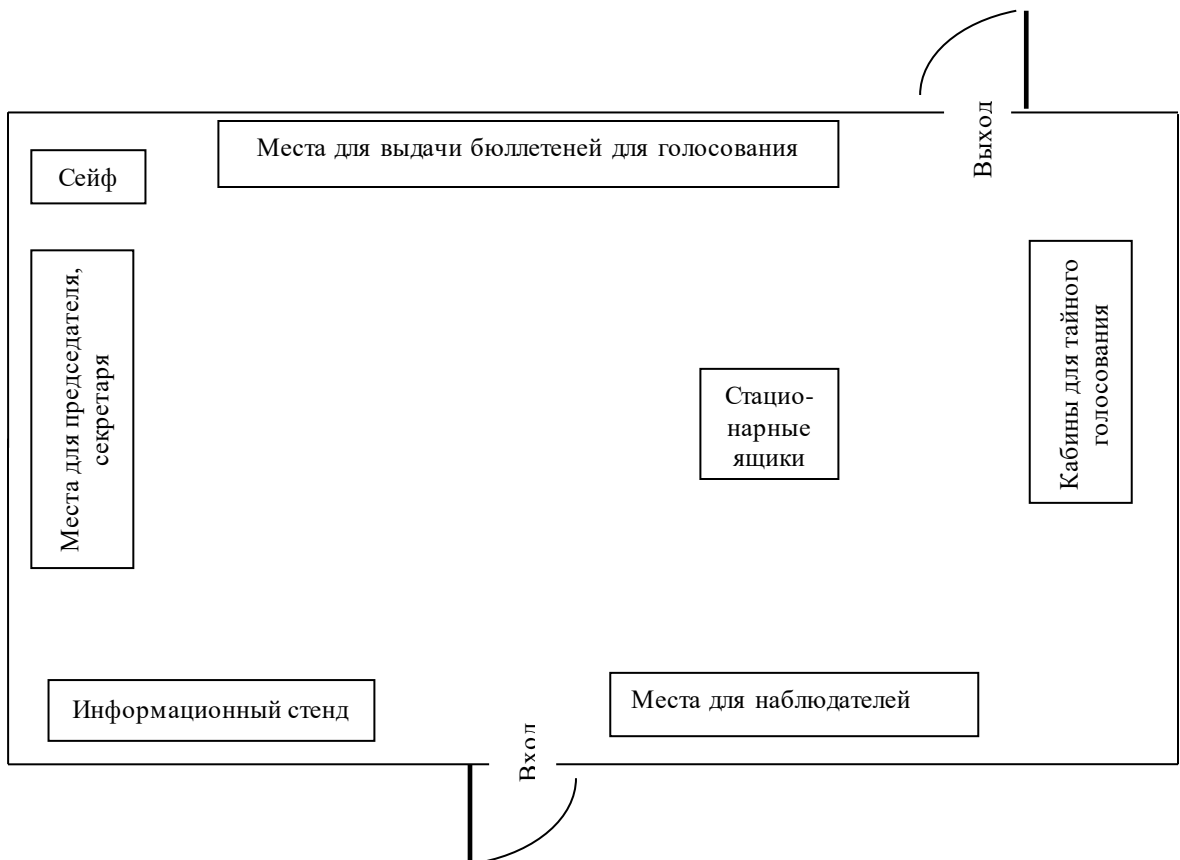 Выход
Места для выдачи бюллетеней для голосования
Сейф
Места для председателя,
секретаря
Кабины для тайного
голосования
Стацио-
нарные
ящики
Информационный стенд
Места для наблюдателей
Вход